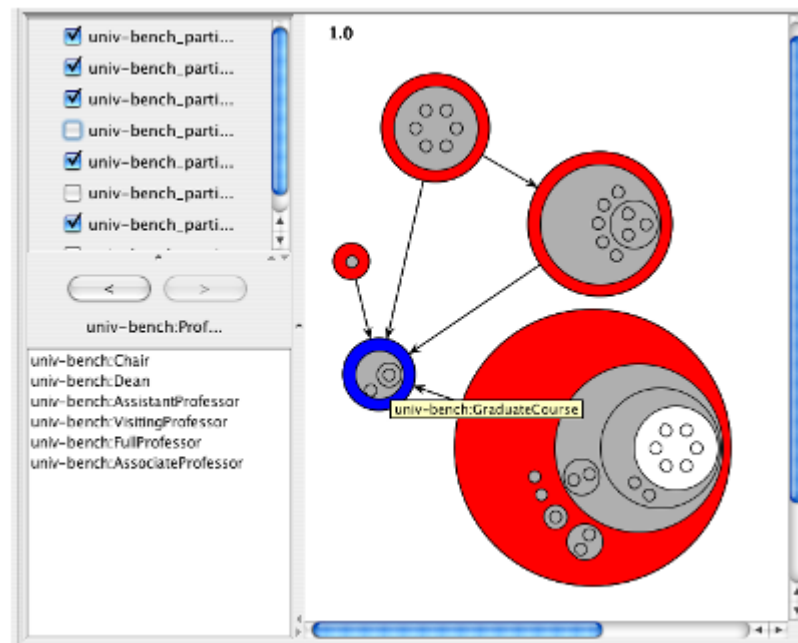 univ-bench_parti...
univ-bench_parti...
univ-bench_parti...
univ-bench_parti...
univ-bench_parti...
univ-bench_parti...
univ-bench_parti...
<
>
univ-bench:Prof...
univ-bench:Chair
univ-bench:Dean
univ-bench:AssistantProfessor
univ-bench:VisitingProfessor
univ-bench:FullProfessor
univ-bench:AssociateProfessor
1.0
univ-bench:GraduateCourse